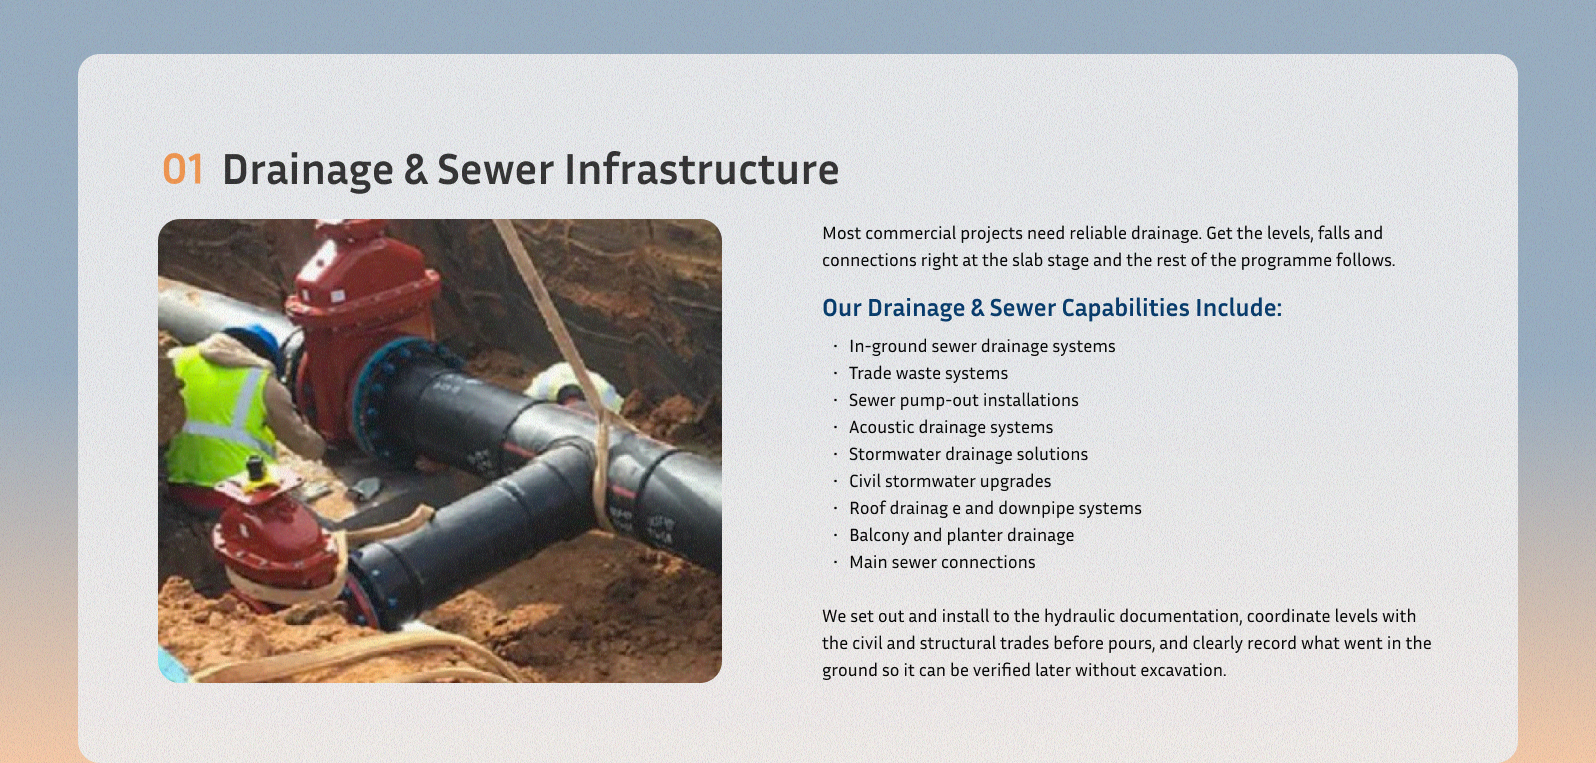 01 Drainage & Sewer Infrastructure
Most commercial projects need reliable drainage. Get the levels, falls and
connections right at the slab stage and the rest of the programme follows.
Our Drainage & Sewer Capabilities Include:
· In-ground sewer drainage systems
· Trade waste systems
· Sewer pump-out installations
· Acoustic drainage systems
· Stormwater drainage solutions
· Civil stormwater upgrades
· Roof drainag e and downpipe systems
· Balcony and planter drainage
· Main sewer connections
We set out and install to the hydraulic documentation, coordinate levels with
the civil and structural trades before pours, and clearly record what went in the
ground so it can be verified later without excavation.